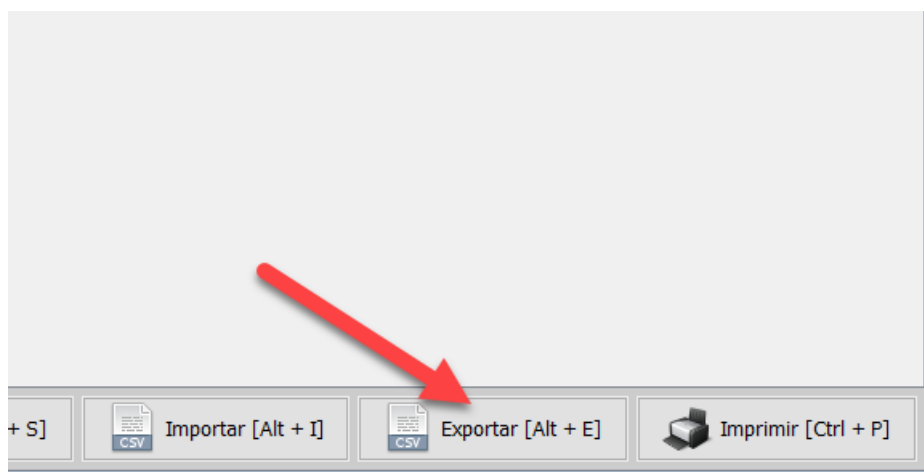 + S]
CSV
Importar [Alt + I]
CSV
Exportar [Alt + E]
Imprimir [Ctrl + P]